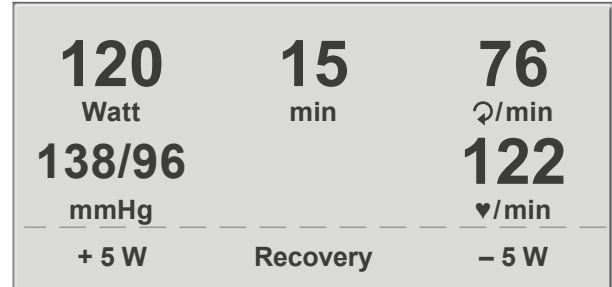 120 15 76
Watt min ⟳/min
138/96 122
mmHg ♥/min
+ 5 W Recovery – 5 W